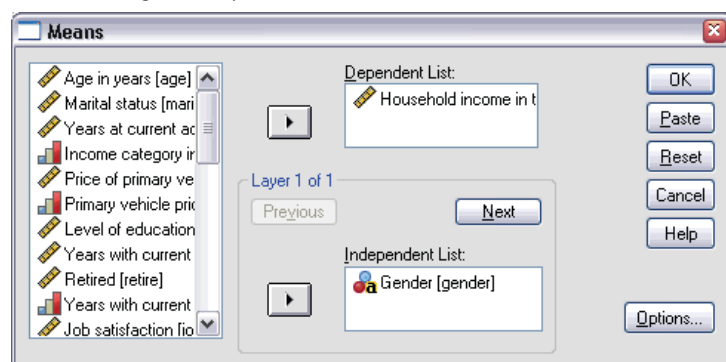 Means
Age in years [age]
Marital status [mari
Years at current ad
Income category in
Price of primary ve
Primary vehicle pric
Level of education
Years with current
Retired [retire]
Years with current
Job satisfaction [jo
Dependent List:
Household income in t
Layer 1 of 1
Previous
Next
Independent List:
Gender [gender]
OK
Paste
Reset
Cancel
Help
Options...